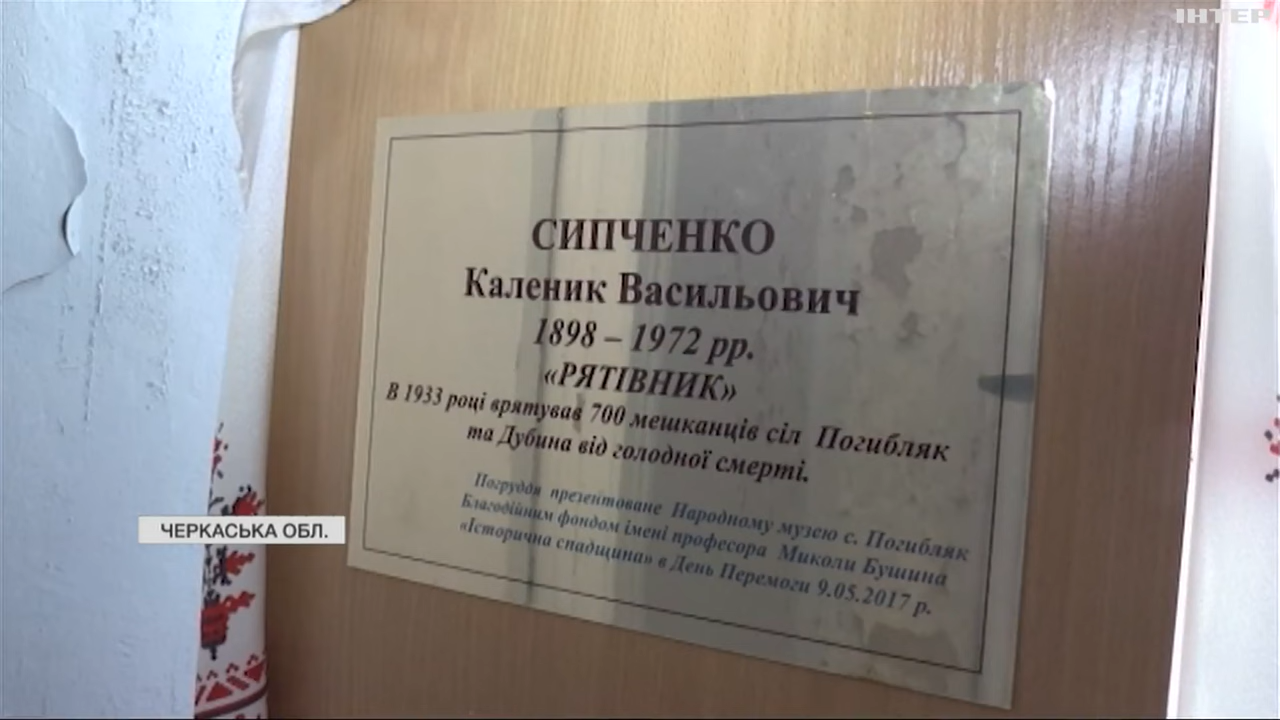 ІНТЕР
СИПЧЕНКО
Каленик Васильович
1898 – 1972 рр.
«РЯТІВНИК»
В 1933 році врятував 700 мешканців сіл Погибляк
та Дубина від голодної смерті.
Погруддя презентоване Народному музею с. Погибляк
Благодійним фондом імені професора Миколи Бушина
«Історична спадщина» в День Перемоги 9.05.2017 р.
ЧЕРКАСЬКА ОБЛ.